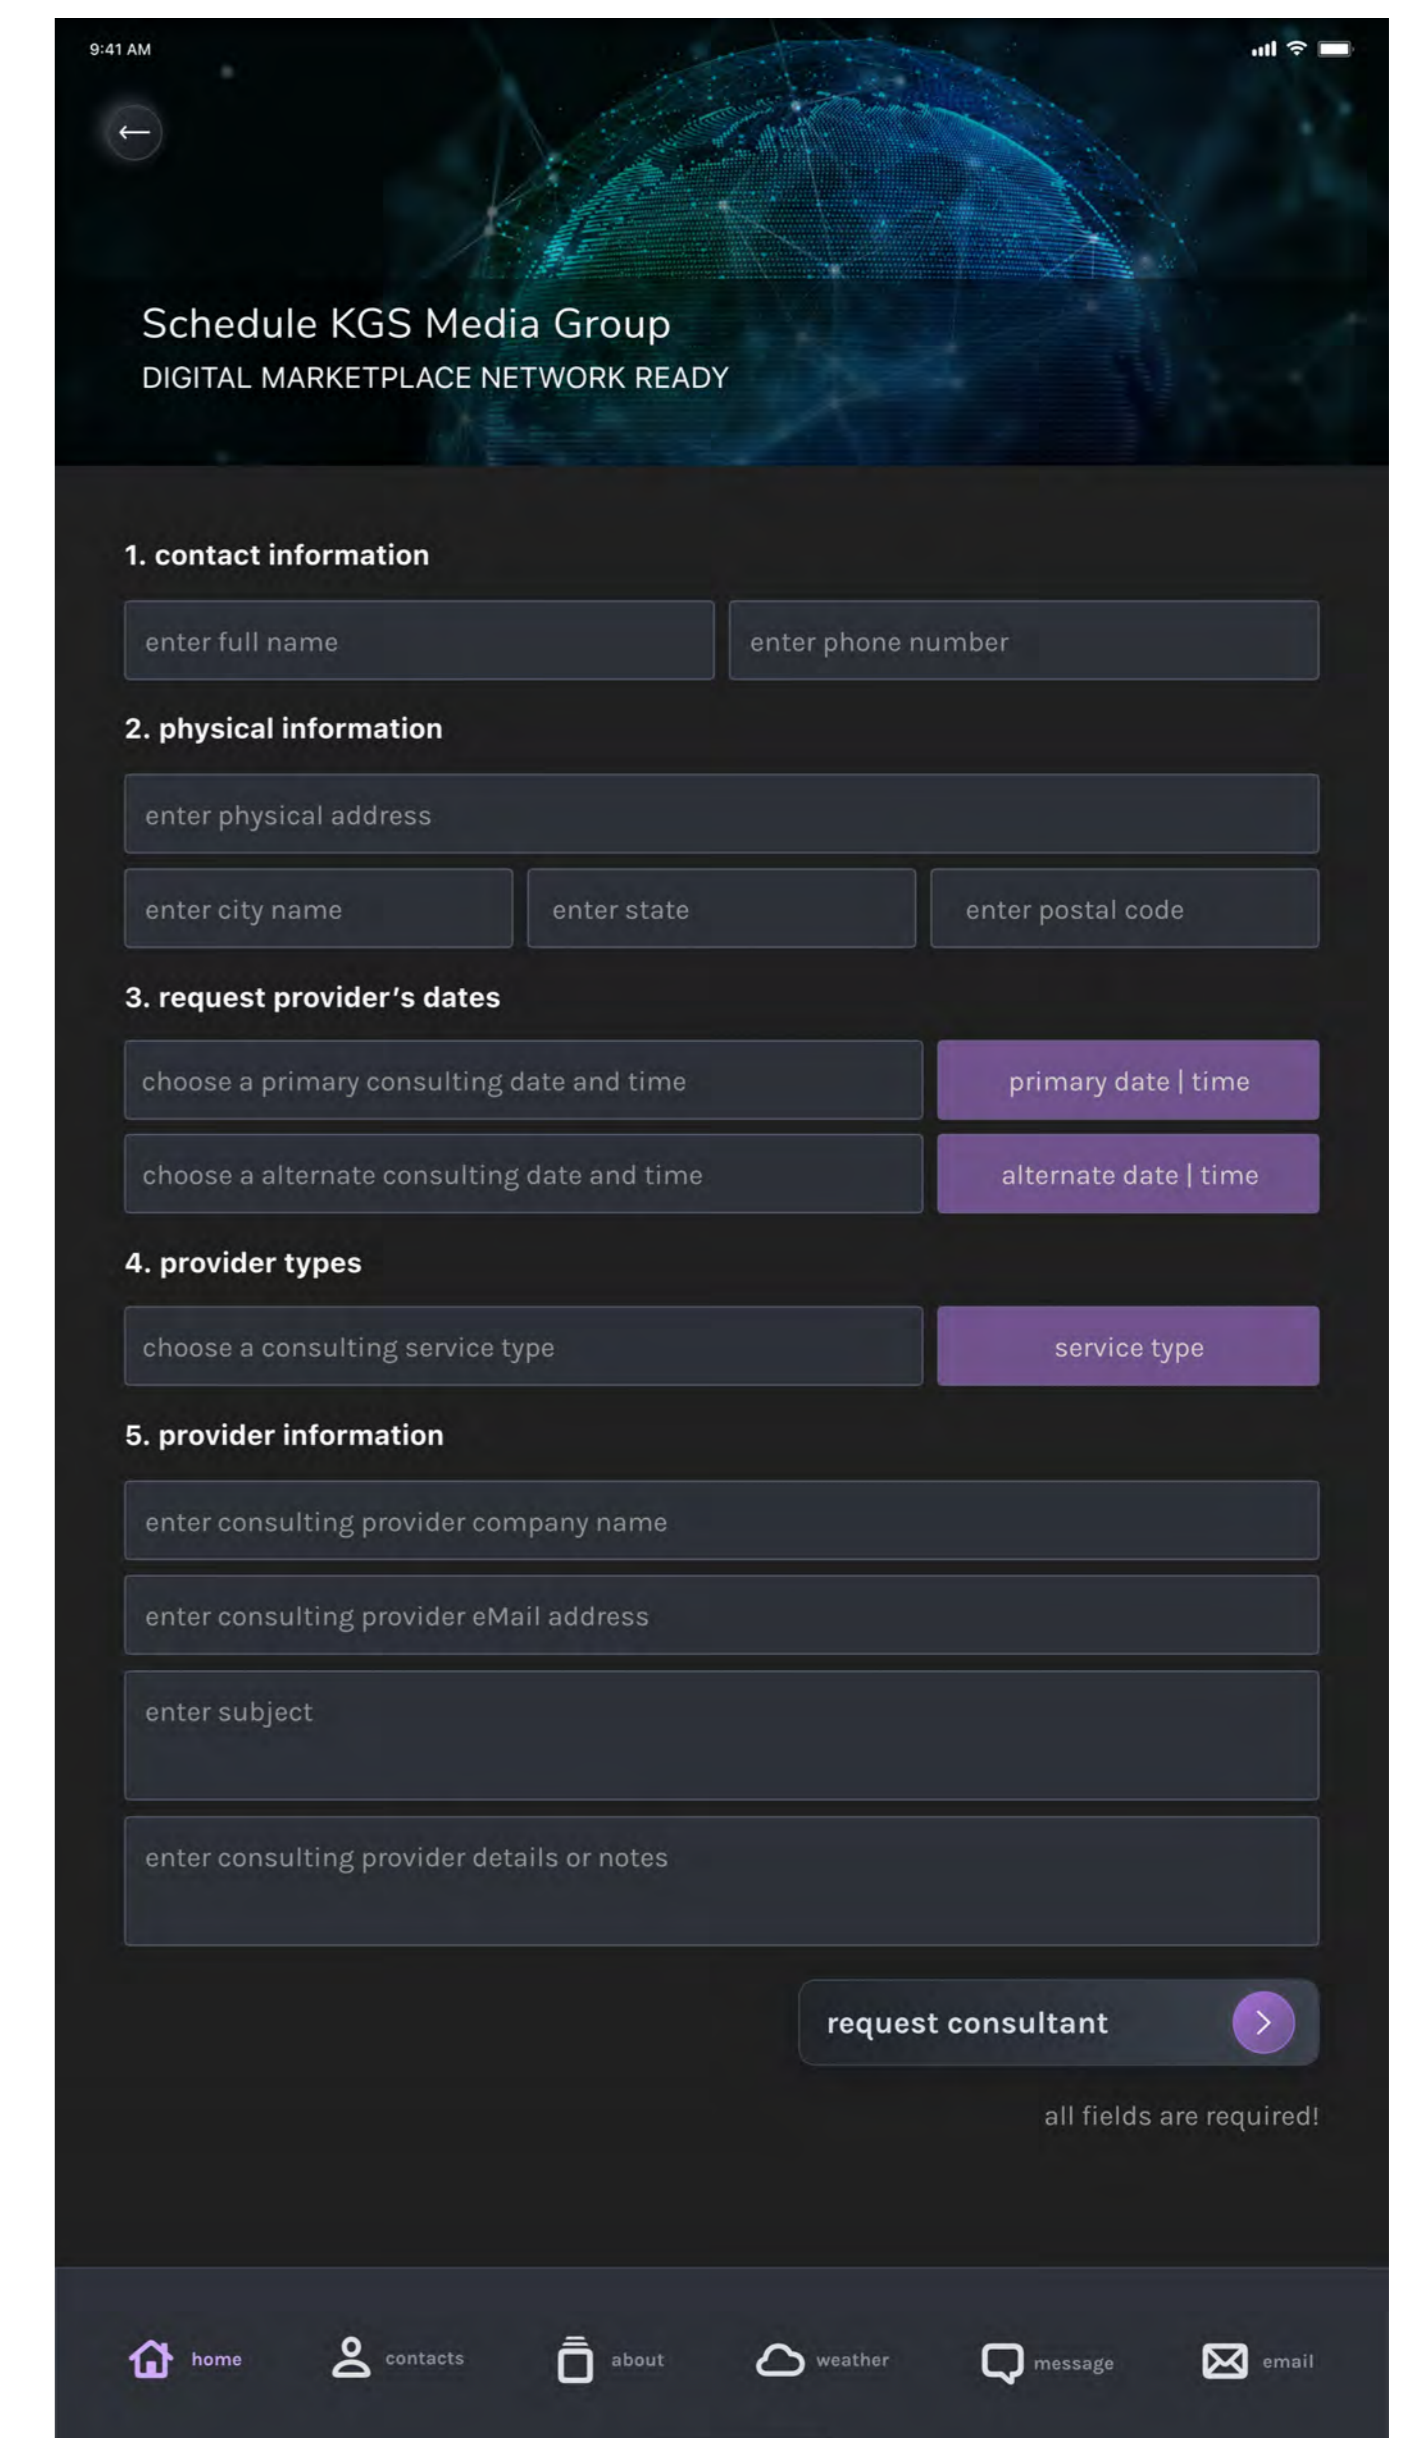 9:41 AM
Schedule KGS Media Group
DIGITAL MARKETPLACE NETWORK READY
1. contact information
enter full name
enter phone number
2. physical information
enter physical address
enter city name
enter state
enter postal code
3. request provider's dates
choose a primary consulting date and time
primary date | time
choose a alternate consulting date and time
alternate date | time
4. provider types
choose a consulting service type
service type
5. provider information
enter consulting provider company name
enter consulting provider eMail address
enter subject
enter consulting provider details or notes
request consultant
all fields are required!
home
contacts
about
weather
message
email